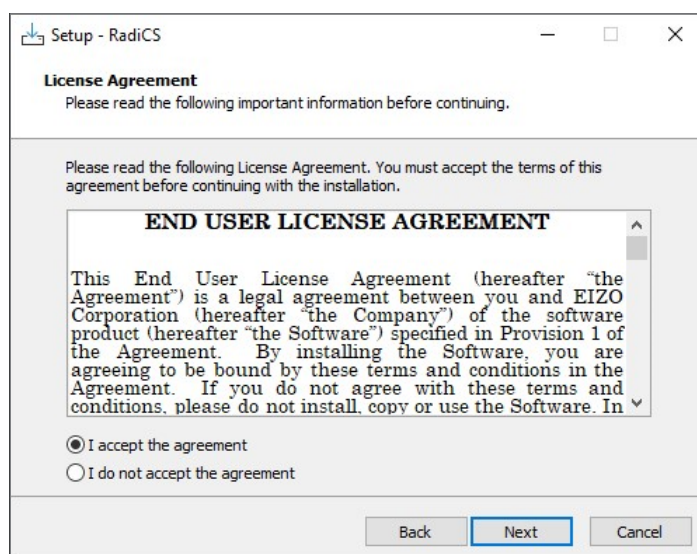 Setup - RadiCS
License Agreement
Please read the following important information before continuing.
Please read the following License Agreement. You must accept the terms of this
agreement before continuing with the installation.
END USER LICENSE AGREEMENT
This End User License Agreement (hereafter “the
Agreement”) is a legal agreement between you and EIZO
Corporation (hereafter “the Company”) of the software
product (hereafter “the Software”) specified in Provision 1 of
the Agreement. By installing the Software, you are
agreeing to be bound by these terms and conditions in the
Agreement. If you do not agree with these terms and
conditions, please do not install, copy or use the Software. In
I accept the agreement
I do not accept the agreement
Back Next Cancel